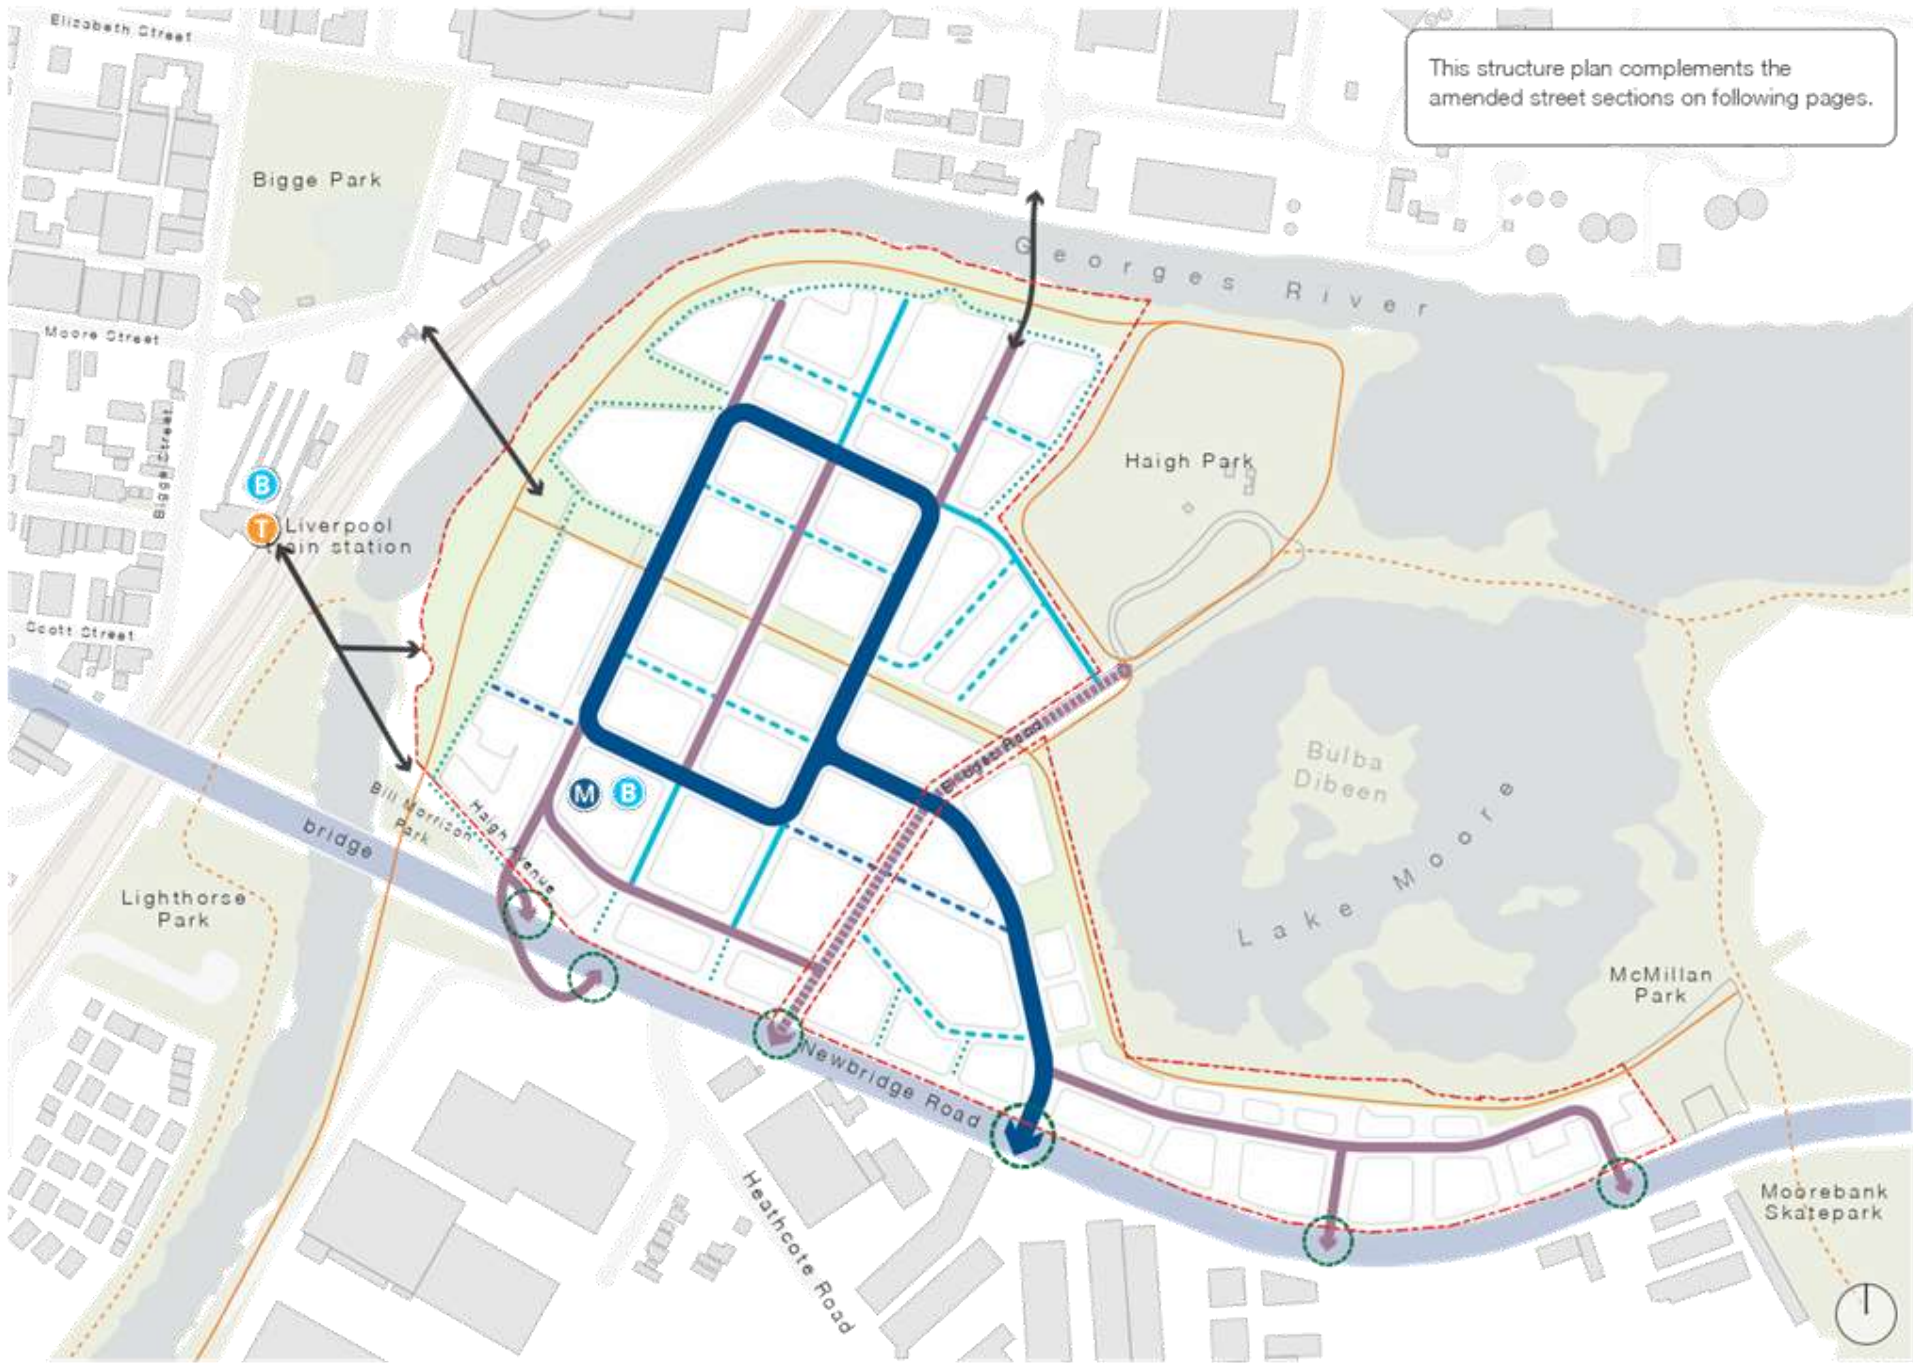 Elizabeth Street
This structure plan complements the
amended street sections on following pages.
Bigge Park
Georges River
Moore Street
Bigge Street
Haigh Park
B
T
Liverpool
train station
Scott Street
Bridges Road
Bulba
Dibeen
M
B
Bill Morrison
Park
Haigh Avenue
bridge
Lake Moore
Lighthorse
Park
McMillan
Park
Newbridge Road
Heathcote Road
Moorebank
Skatepark